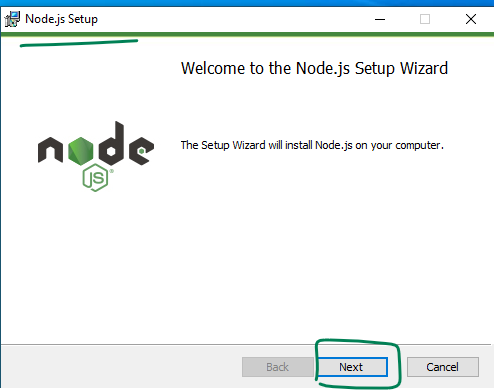 Node.js Setup
Welcome to the Node.js Setup Wizard
node
JS®
The Setup Wizard will install Node.js on your computer.
Back
Next
Cancel